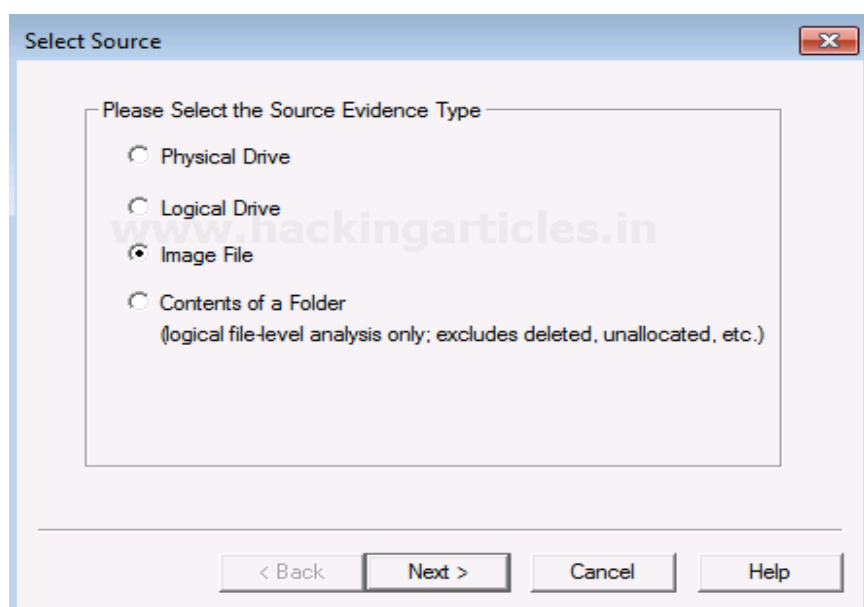 Select Source
Please Select the Source Evidence Type
Physical Drive
Logical Drive
www.hackingarticles.in
Image File
Contents of a Folder
(logical file-level analysis only; excludes deleted, unallocated, etc.)
< Back Next > Cancel Help